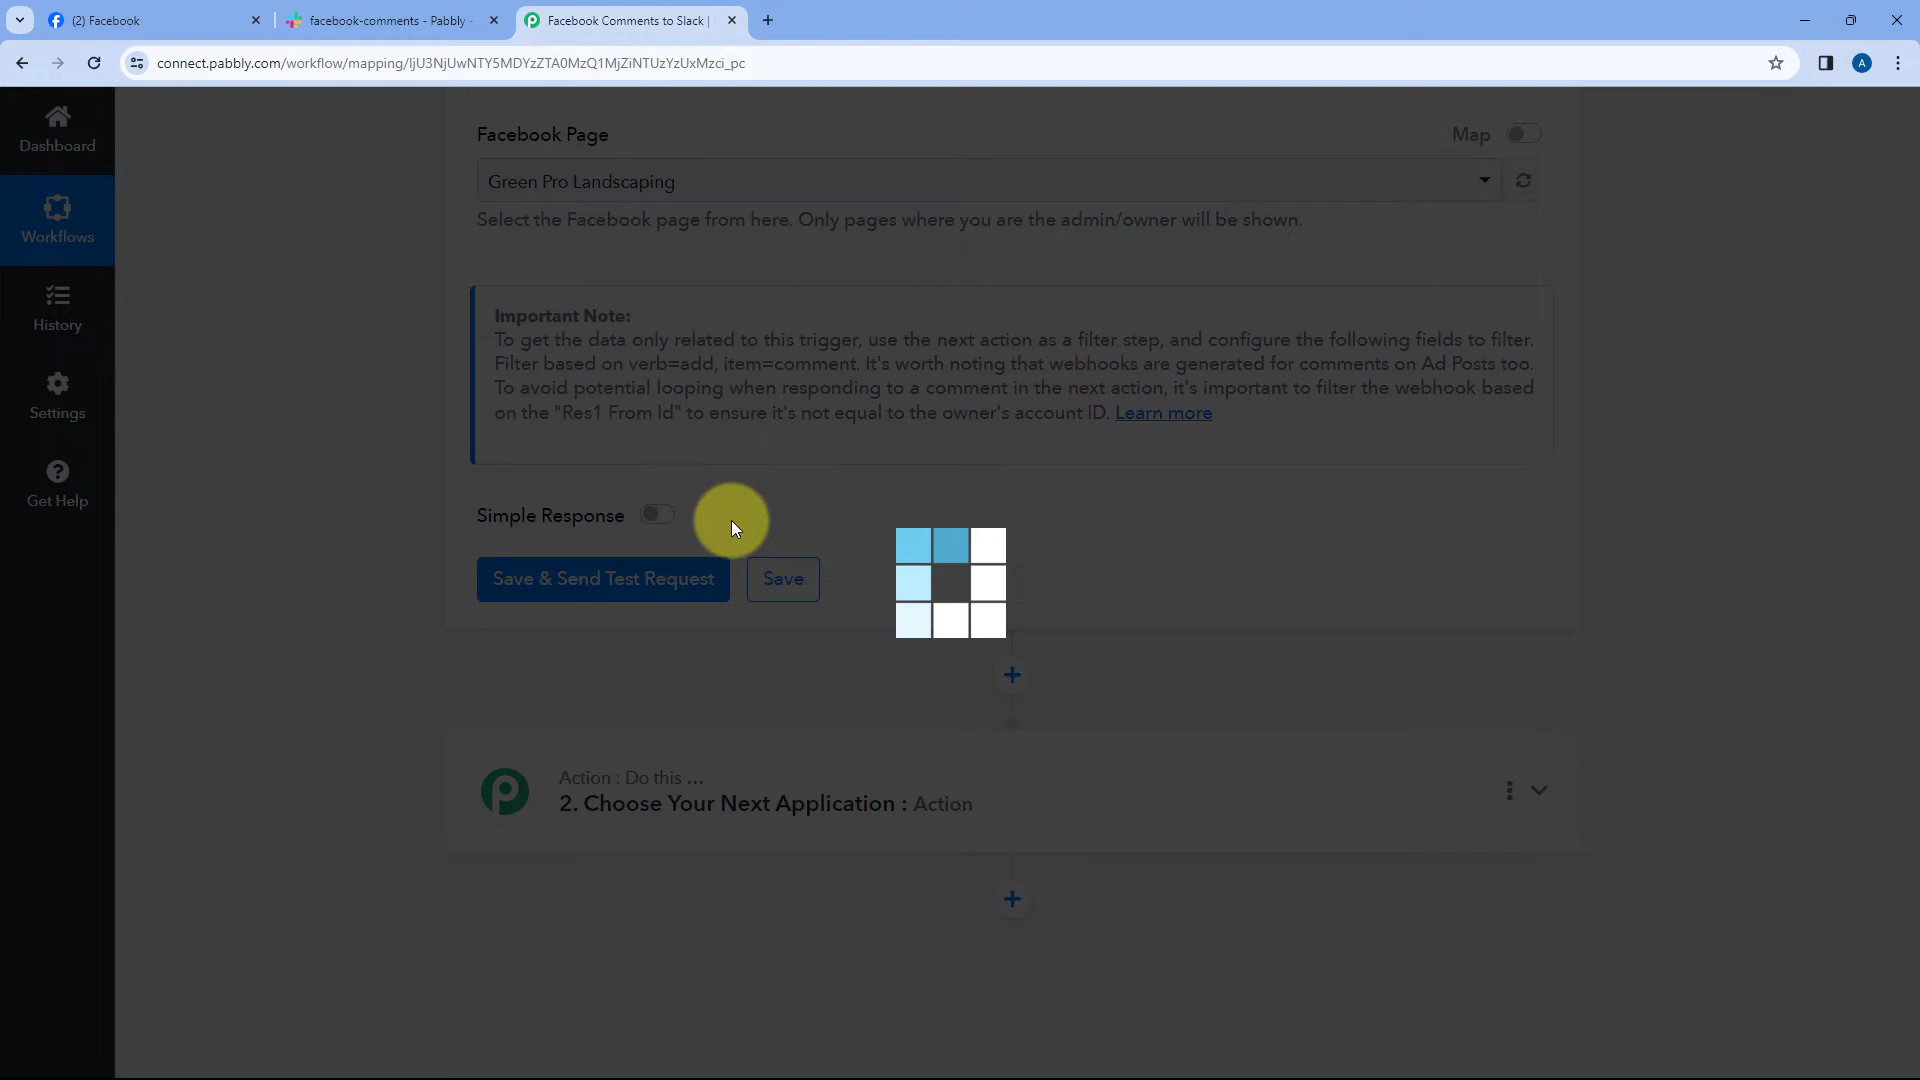 (2) Facebook
facebook-comments - Pabbly -
Facebook Comments to Slack |
connect.pabbly.com/workflow/mapping/IjU3NjUwNTY5MDYzZTA0MzQ1MjZiNTUzYzUxMzci_pc
A
Dashboard
Workflows
History
Settings
Get Help
Facebook Page
Map
Green Pro Landscaping
Select the Facebook page from here. Only pages where you are the admin/owner will be shown.
Important Note:
To get the data only related to this trigger, use the next action as a filter step, and configure the following fields to filter.
Filter based on verb=add, item=comment. It's worth noting that webhooks are generated for comments on Ad Posts too.
To avoid potential looping when responding to a comment in the next action, it's important to filter the webhook based
on the "Res1 From Id" to ensure it's not equal to the owner's account ID. Learn more
Simple Response
Save & Send Test Request
Save
Action : Do this ...
2. Choose Your Next Application : Action